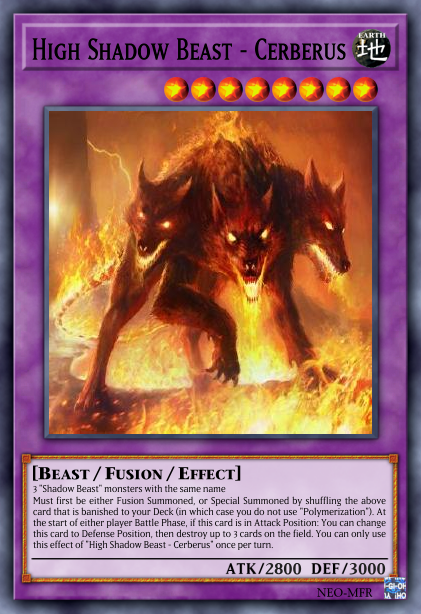 High Shadow Beast - Cerberus
EARTH
地
[Beast / Fusion / Effect]
3 "Shadow Beast" monsters with the same name
Must first be either Fusion Summoned, or Special Summoned by shuffling the above
card that is banished to your Deck (in which case you do not use "Polymerization"). At
the start of either player Battle Phase, if this card is in Attack Position: You can change
this card to Defense Position, then destroy up to 3 cards on the field. You can only use
this effect of "High Shadow Beast - Cerberus" once per turn.
ATK/2800 DEF/3000
NEO-MFR